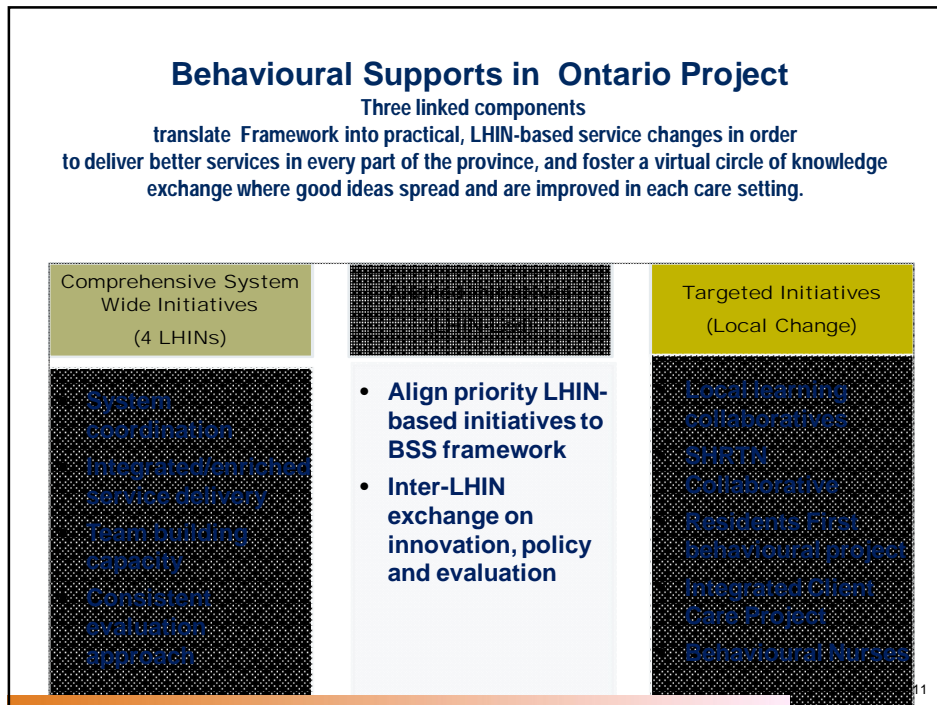 Behavioural Supports in Ontario Project
Three linked components
translate Framework into practical, LHIN-based service changes in order
to deliver better services in every part of the province, and foster a virtual circle of knowledge
exchange where good ideas spread and are improved in each care setting.
Comprehensive System
Wide Initiatives
(4 LHINs)
• System
coordination
• Integrated/enriched
service delivery
• Team building
capacity
• Consistent
evaluation
approach
• Align priority LHIN-
based initiatives to
BSS framework
• Inter-LHIN
exchange on
innovation, policy
and evaluation
Targeted Initiatives
(Local Change)
• Local learning
collaboratives
• SHRTN
Collaborative
• Residents First
behavioural project
• Integrated Client
Care Project
• Behavioural Nurses
11